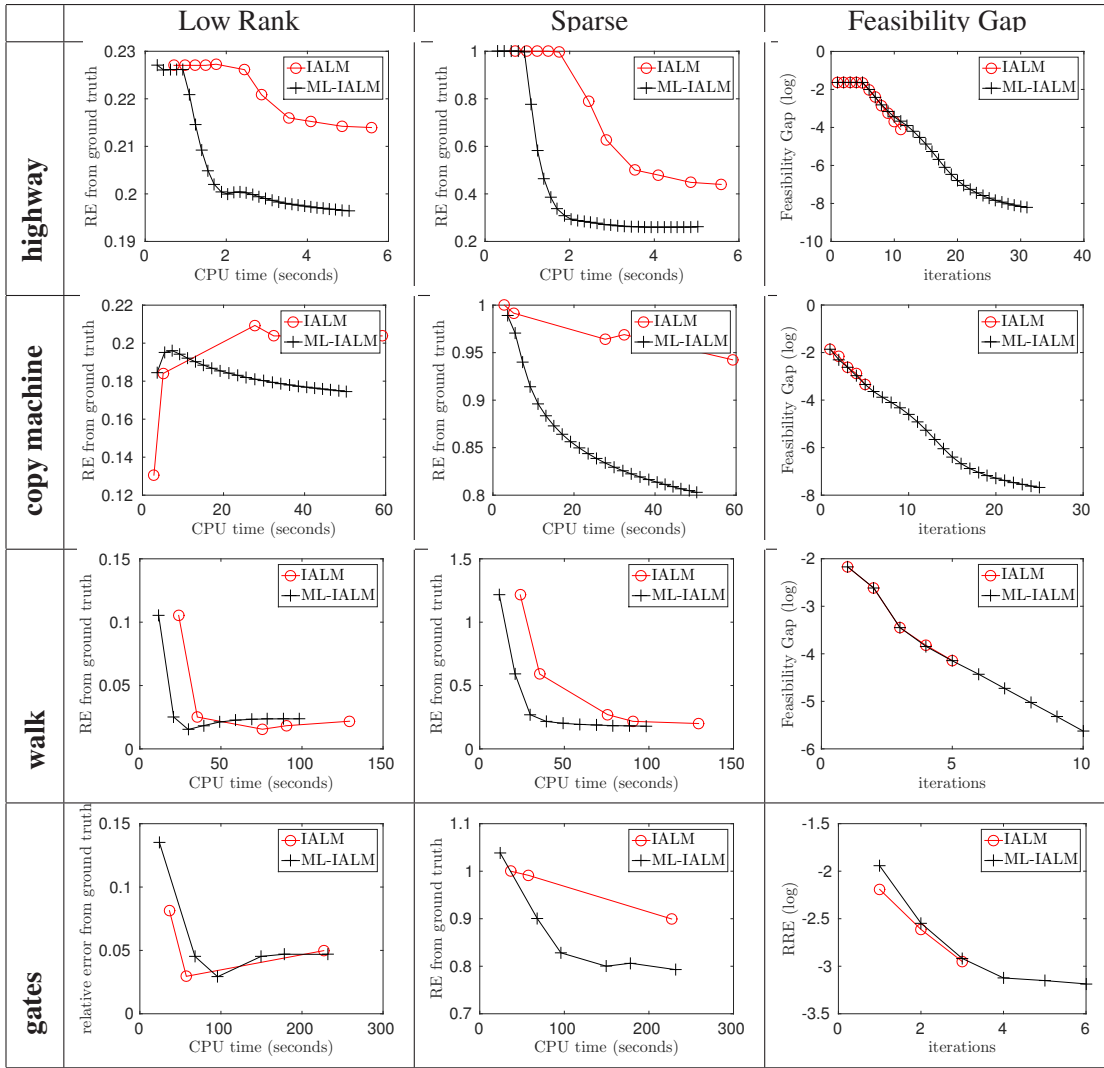 Low Rank
Sparse
Feasibility Gap
highway
RE from ground truth
0.23
0.22
0.21
0.2
0.19
0
2
4
6
CPU time (seconds)
IALM
ML-IALM
RE from ground truth
1
0.8
0.6
0.4
0.2
0
2
4
6
CPU time (seconds)
IALM
ML-IALM
Feasibility Gap (log)
0
-2
-4
-6
-8
-10
0
10
20
30
40
iterations
IALM
ML-IALM
copy machine
RE from ground truth
0.22
0.2
0.18
0.16
0.14
0.12
0
20
40
60
CPU time (seconds)
IALM
ML-IALM
RE from ground truth
1
0.95
0.9
0.85
0.8
0
20
40
60
CPU time (seconds)
IALM
ML-IALM
Feasibility Gap (log)
0
-2
-4
-6
-8
0
10
20
30
iterations
IALM
ML-IALM
walk
RE from ground truth
0.15
0.1
0.05
0
0
50
100
150
CPU time (seconds)
IALM
ML-IALM
RE from ground truth
1.5
1
0.5
0
0
50
100
150
CPU time (seconds)
IALM
ML-IALM
Feasibility Gap (log)
-2
-3
-4
-5
-6
0
5
10
iterations
IALM
ML-IALM
gates
relative error from ground truth
0.15
0.1
0.05
0
0
100
200
300
CPU time (seconds)
IALM
ML-IALM
RE from ground truth
1.1
1
0.9
0.8
0.7
0
100
200
300
CPU time (seconds)
IALM
ML-IALM
RRE (log)
-1.5
-2
-2.5
-3
-3.5
0
2
4
6
iterations
IALM
ML-IALM